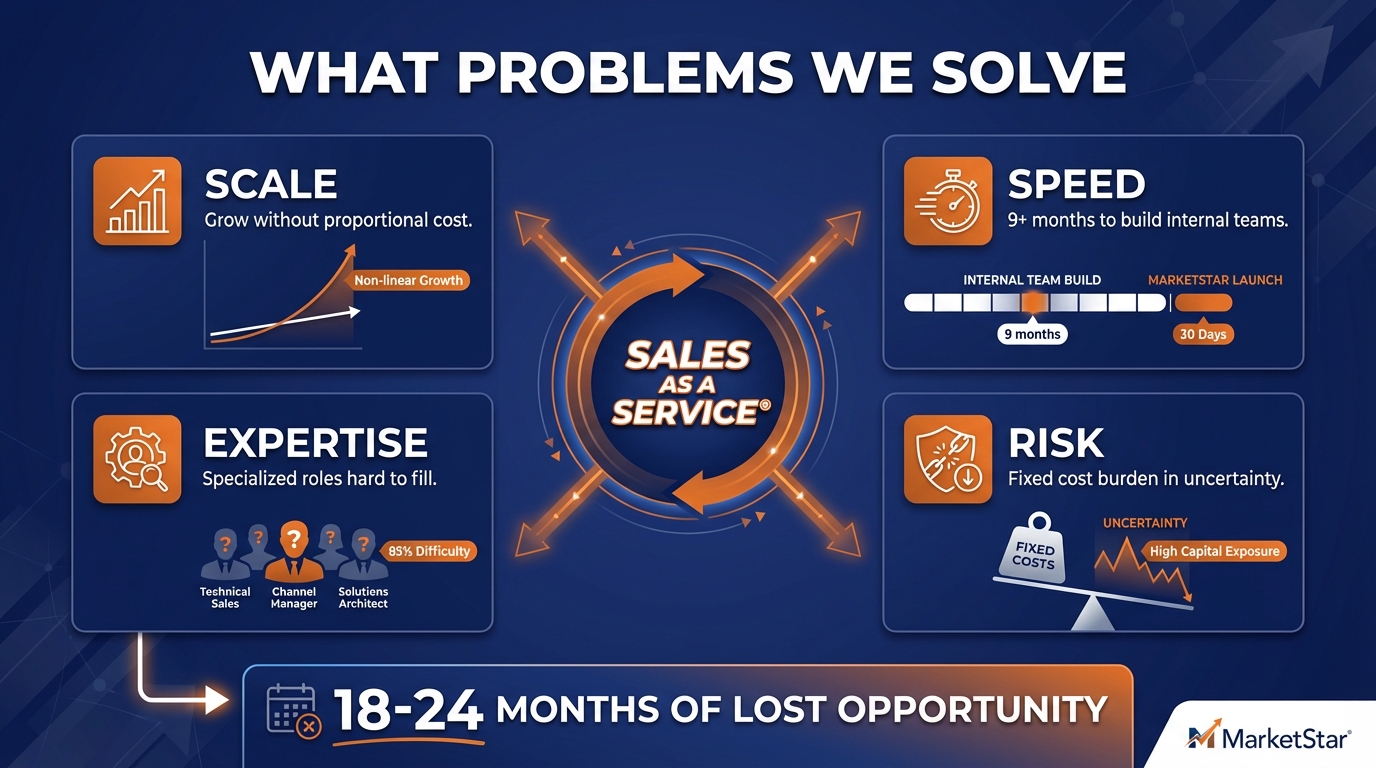 WHAT PROBLEMS WE SOLVE
SCALE
Grow without proportional cost.
Non-linear Growth
SPEED
9+ months to build internal teams.
INTERNAL TEAM BUILD
MARKETSTAR LAUNCH
9 months
30 Days
SALES
AS A
SERVICE®
EXPERTISE
Specialized roles hard to fill.
? ? ? ? ?
85% Difficulty
Technical
Sales
Channel
Manager
Solutiens
Architect
RISK
Fixed cost burden in uncertainty.
UNCERTAINTY
FIXED
COSTS
High Capital Exposure
18-24 MONTHS OF LOST OPPORTUNITY
MarketStar®